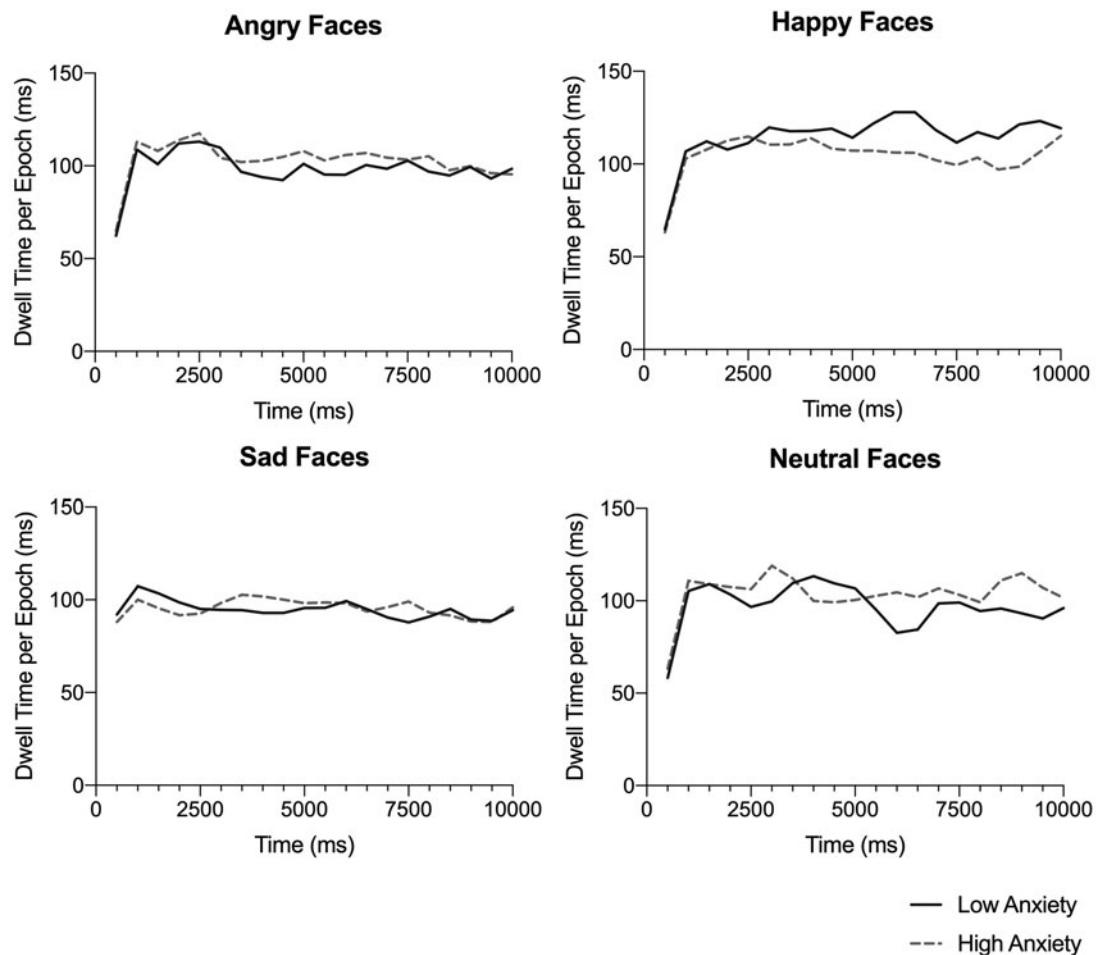 Angry Faces
Dwell Time per Epoch (ms)
150
100
50
0
0 2500 5000 7500 10000
Time (ms)
Happy Faces
Dwell Time per Epoch (ms)
150
100
50
0
0 2500 5000 7500 10000
Time (ms)
Sad Faces
Dwell Time per Epoch (ms)
150
100
50
0
0 2500 5000 7500 10000
Time (ms)
Neutral Faces
Dwell Time per Epoch (ms)
150
100
50
0
0 2500 5000 7500 10000
Time (ms)
Low Anxiety
High Anxiety